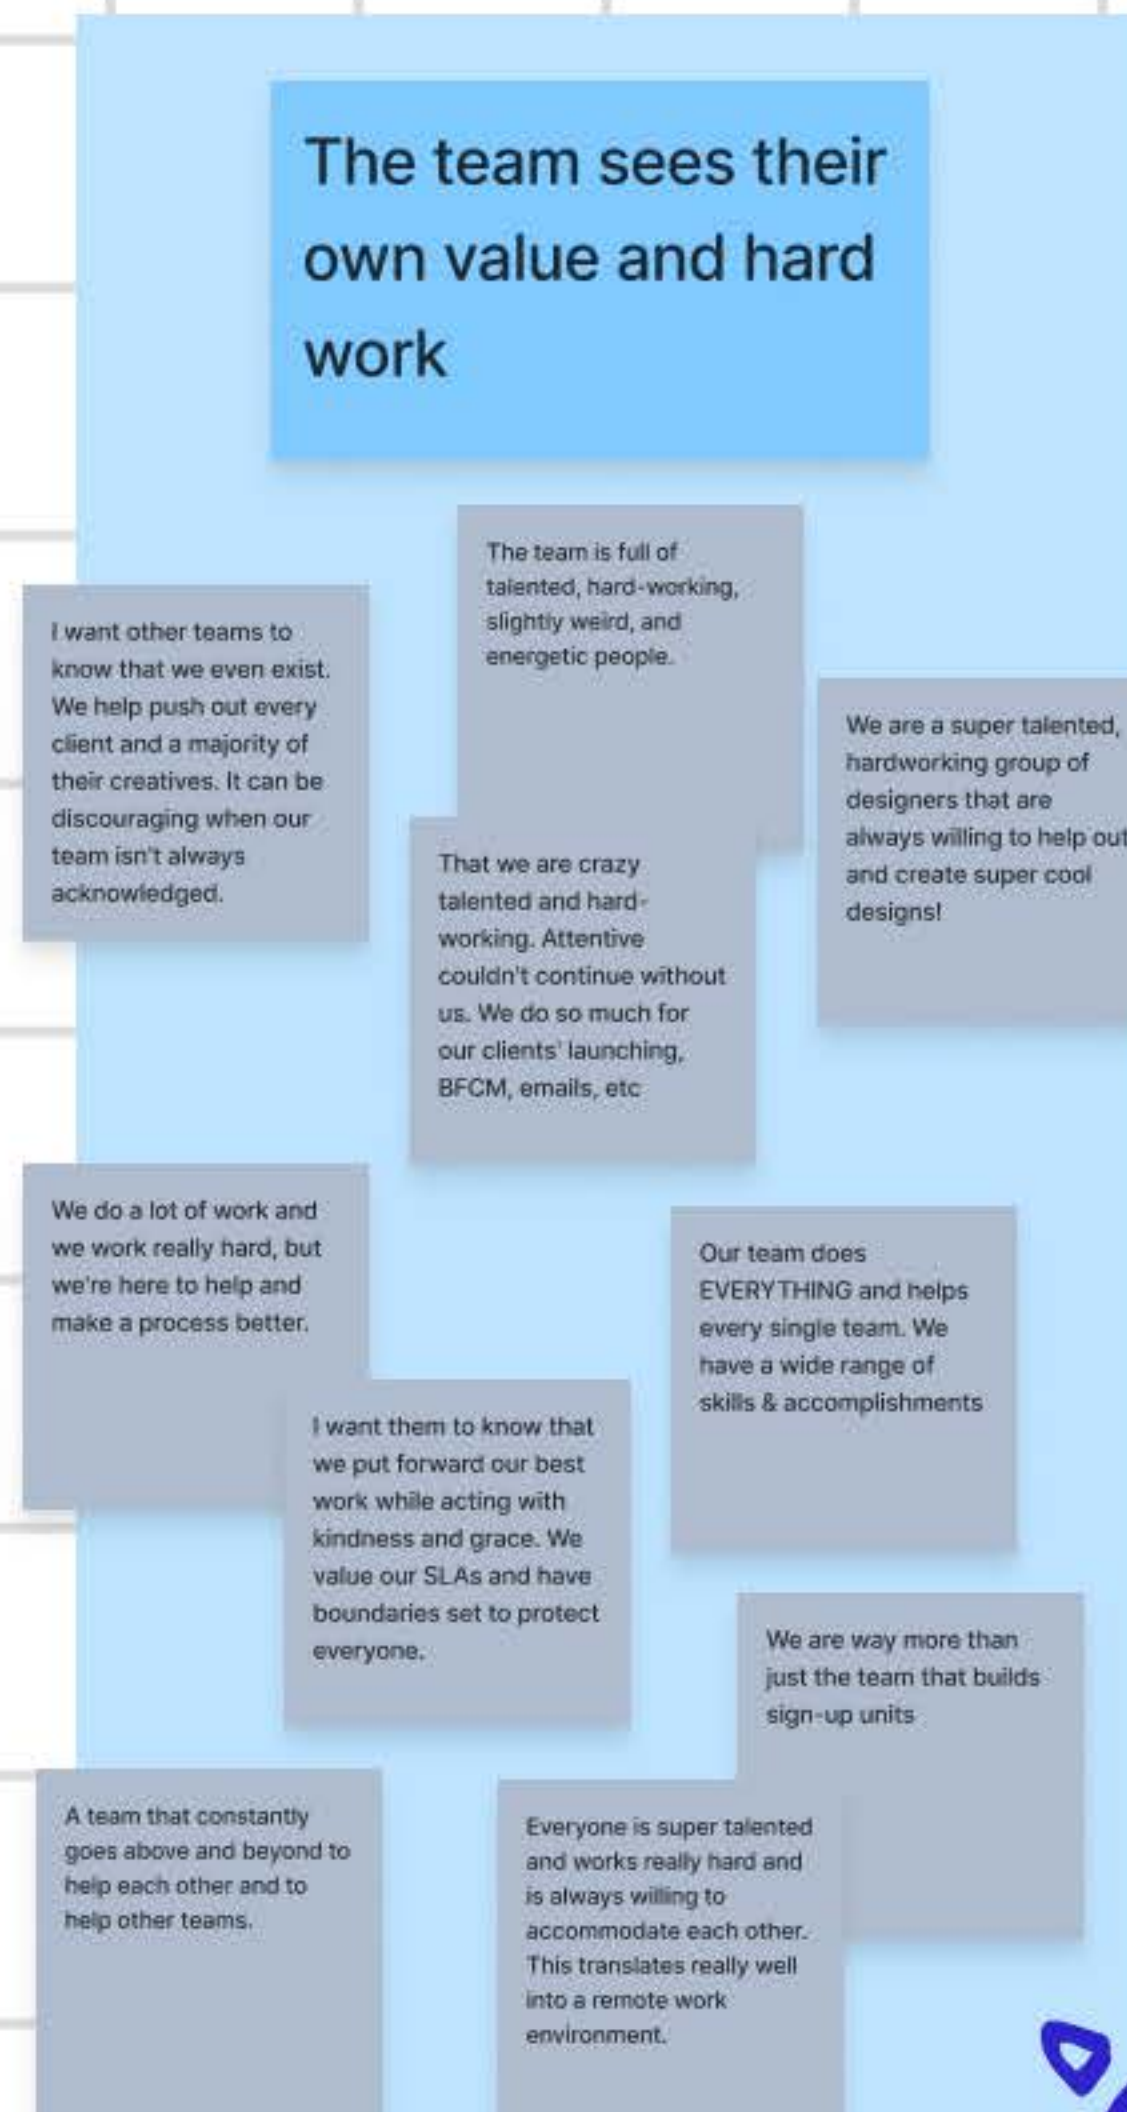 The team sees their
own value and hard
work
The team is full of
talented, hard-working,
slightly weird, and
energetic people.
I want other teams to
know that we even exist.
We help push out every
client and a majority of
their creatives. It can be
discouraging when our
team isn't always
acknowledged.
We are a super talented,
hardworking group of
designers that are
always willing to help out
and create super cool
designs!
That we are crazy
talented and hard-
working. Attentive
couldn't continue without
us. We do so much for
our clients' launching,
BFCM, emails, etc
We do a lot of work and
we work really hard, but
we're here to help and
make a process better.
Our team does
EVERYTHING and helps
every single team. We
have a wide range of
skills & accomplishments
I want them to know that
we put forward our best
work while acting with
kindness and grace. We
value our SLAs and have
boundaries set to protect
everyone.
We are way more than
just the team that builds
sign-up units
A team that constantly
goes above and beyond to
help each other and to
help other teams.
Everyone is super talented
and works really hard and
is always willing to
accommodate each other.
This translates really well
into a remote work
environment.